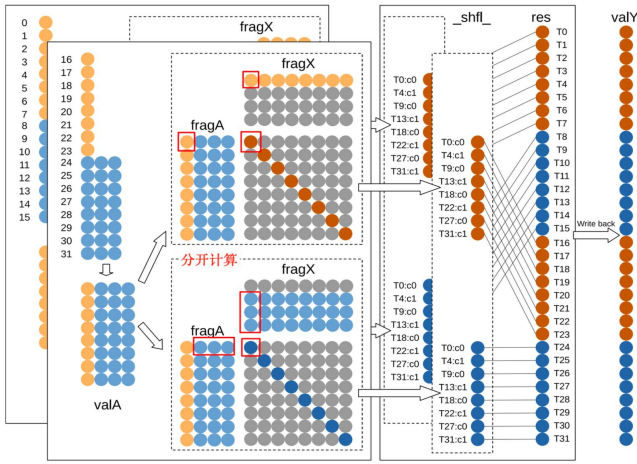 0
1
2
3
4
5
6
7
8
9
10
11
12
13
14
15
16
17
18
19
20
21
22
23
24
25
26
27
28
29
30
31
valA
fragX
fragX
fragA
分开计算
fragX
fragA
_shfl_
res
valY
T0:c0
T4:c1
T9:c0
T13:c1
T18:c0
T22:c1
T27:c0
T31:c1
T0:c0
T4:c1
T9:c0
T13:c1
T18:c0
T22:c1
T27:c0
T31:c1
T0:c0
T4:c1
T9:c0
T13:c1
T18:c0
T22:c1
T27:c0
T31:c1
T0:c0
T4:c1
T9:c0
T13:c1
T18:c0
T22:c1
T27:c0
T31:c1
T0
T1
T2
T3
T4
T5
T6
T7
T8
T9
T10
T11
T12
T13
T14
T15
T16
T17
T18
T19
T20
T21
T22
T23
T24
T25
T26
T27
T28
T29
T30
T31
Write back